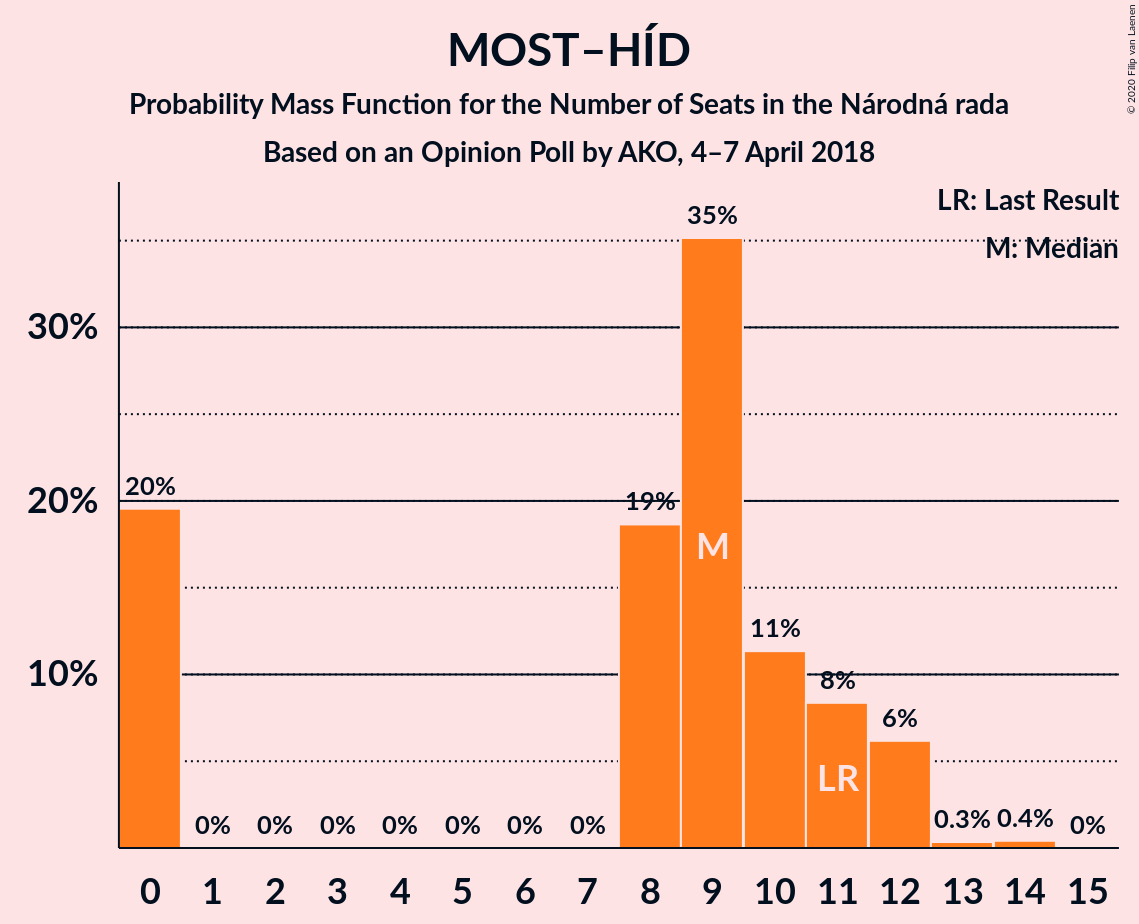 MOST–HÍD
Probability Mass Function for the Number of Seats in the Národná rada
Based on an Opinion Poll by AKO, 4–7 April 2018
© 2020 Filip van Laenen
LR: Last Result
M: Median
35%
30%
20%
20%
19%
M
11%
10%
8%
6%
LR
0%
0%
0%
0%
0%
0%
0%
0.3%
0.4%
0%
0 1 2 3 4 5 6 7 8 9 10 11 12 13 14 15